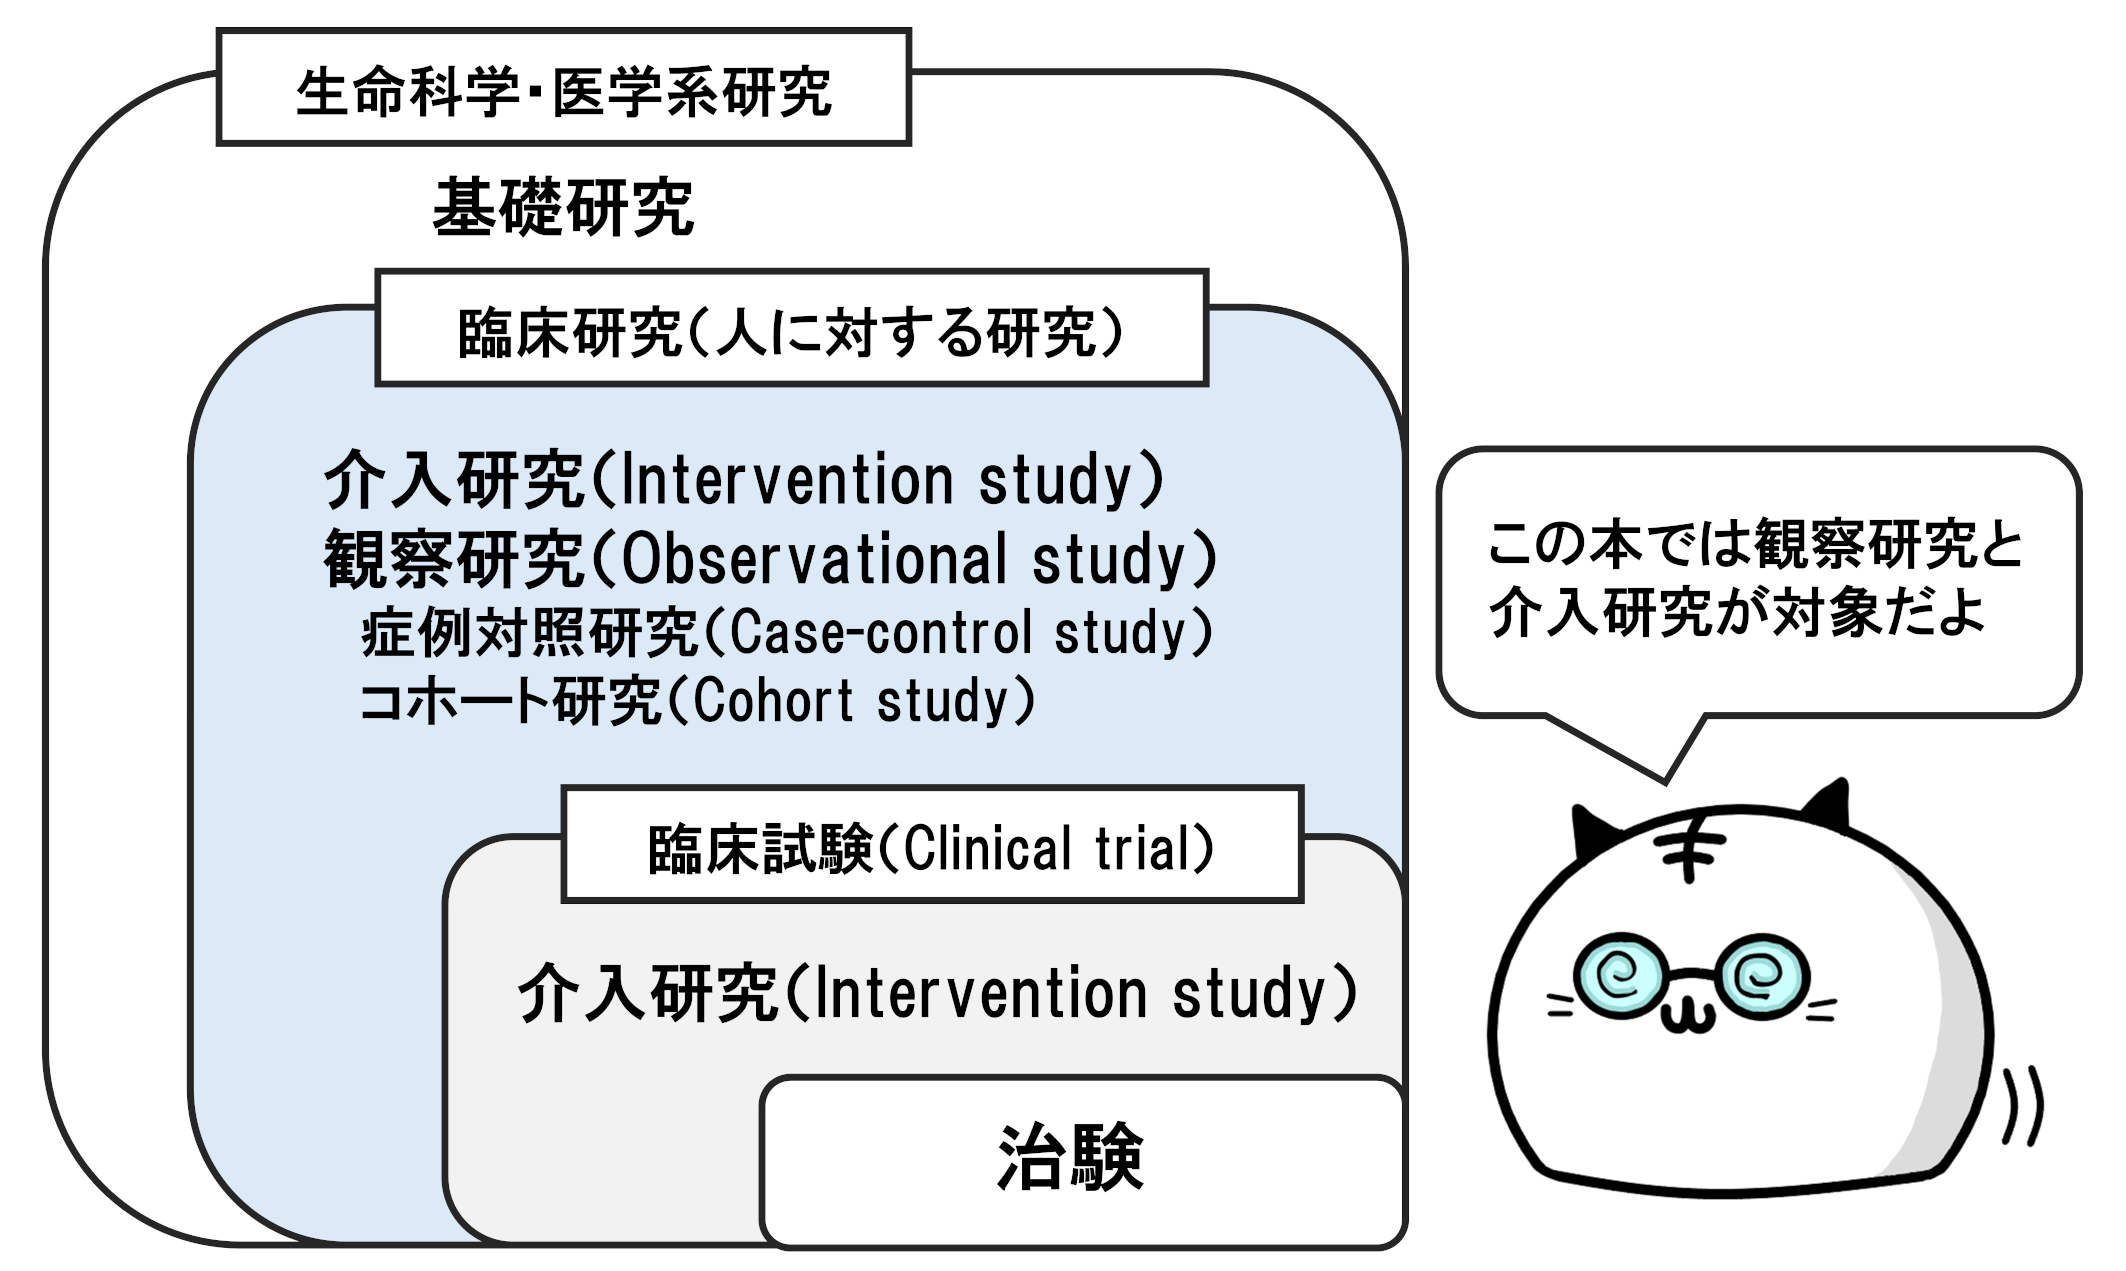 生命科学・医学系研究
基礎研究
臨床研究（人に対する研究）
介入研究（Intervention study）
観察研究（Observational study）
症例対照研究（Case-control study）
コホート研究（Cohort study）
臨床試験（Clinical trial）
介入研究（Intervention study）
治験
この本では観察研究と
介入研究が対象だよ